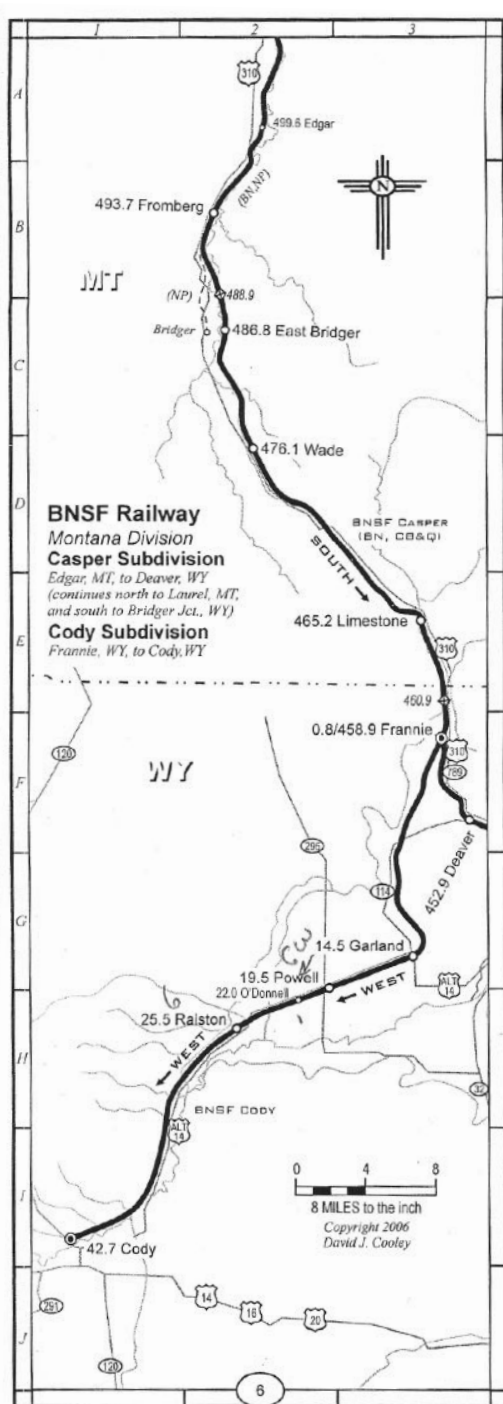 1
2
3
A
310
499.6 Edgar
(BN,NP)
493.7 Fromberg
N
B
MT
(NP)
488.9
Bridger
486.8 East Bridger
C
476.1 Wade
D
BNSF Railway
Montana Division
Casper Subdivision
Edgar, MT, to Deaver, WY
(continues north to Laurel, MT,
and south to Bridger Jct., WY)
Cody Subdivision
Frannie, WY, to Cody, WY
BNSF CASPER
(BN, CB&Q)
SOUTH
465.2 Limestone
E
310
460.9
120
0.8/458.9 Frannie
WY
310
789
F
295
452.9 Deaver
114
G
CW
14.5 Garland
19.5 Powell
WEST
ALT
14
22.0 O'Donnell
6
25.5 Ralston
H
WEST
32
BNSF CODY
ALT
14
0 4 8
8 MILES to the inch
Copyright 2006
David J. Cooley
I
42.7 Cody
291
14
16
20
J
120
6